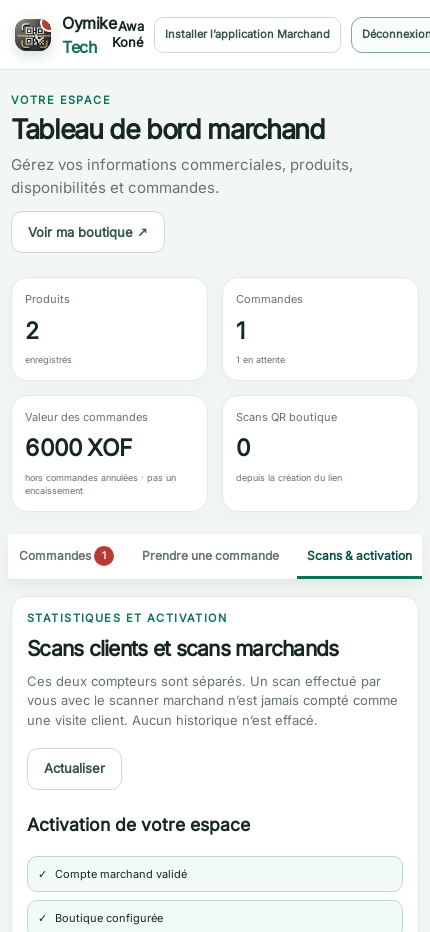 Oymike
Tech
Awa
Koné
Installer l’application Marchand
Déconnexion
VOTRE ESPACE
Tableau de bord marchand
Gérez vos informations commerciales, produits,
disponibilités et commandes.
Voir ma boutique ↗
Produits
2
enregistrés
Commandes
1
1 en attente
Valeur des commandes
6000 XOF
hors commandes annulées · pas un
encaissement
Scans QR boutique
0
depuis la création du lien
Commandes 1
Prendre une commande
Scans & activation
STATISTIQUES ET ACTIVATION
Scans clients et scans marchands
Ces deux compteurs sont séparés. Un scan effectué par
vous avec le scanner marchand n’est jamais compté comme
une visite client. Aucun historique n’est effacé.
Actualiser
Activation de votre espace
✓ Compte marchand validé
✓ Boutique configurée